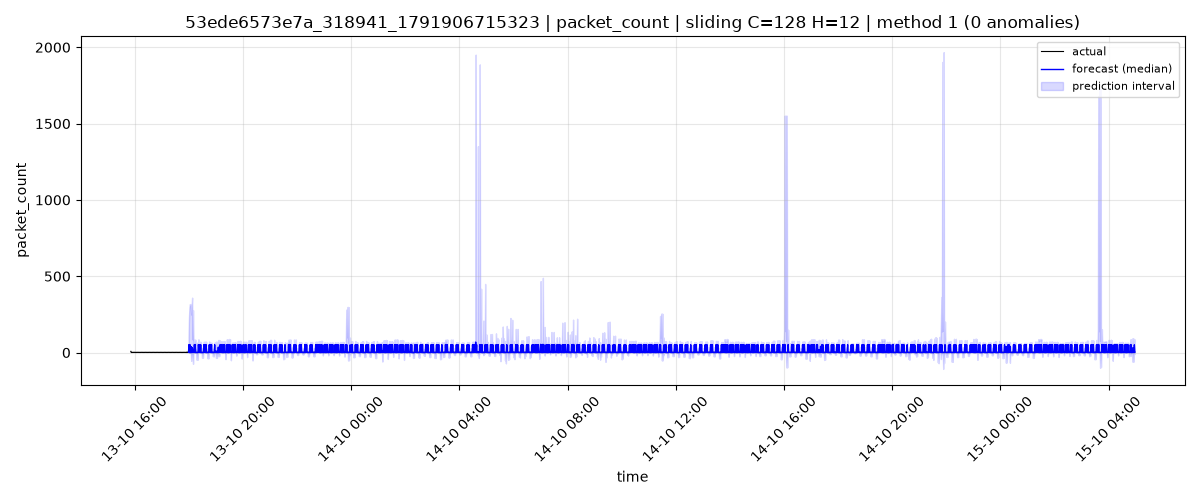 53ede6573e7a_318941_1791906715323 | packet_count | sliding C=128 H=12 | method 1 (0 anomalies)
actual
forecast (median)
prediction interval
packet_count
2000
1500
1000
500
0
13-10 16:00
13-10 20:00
14-10 00:00
14-10 04:00
14-10 08:00
14-10 12:00
14-10 16:00
14-10 20:00
15-10 00:00
15-10 04:00
time